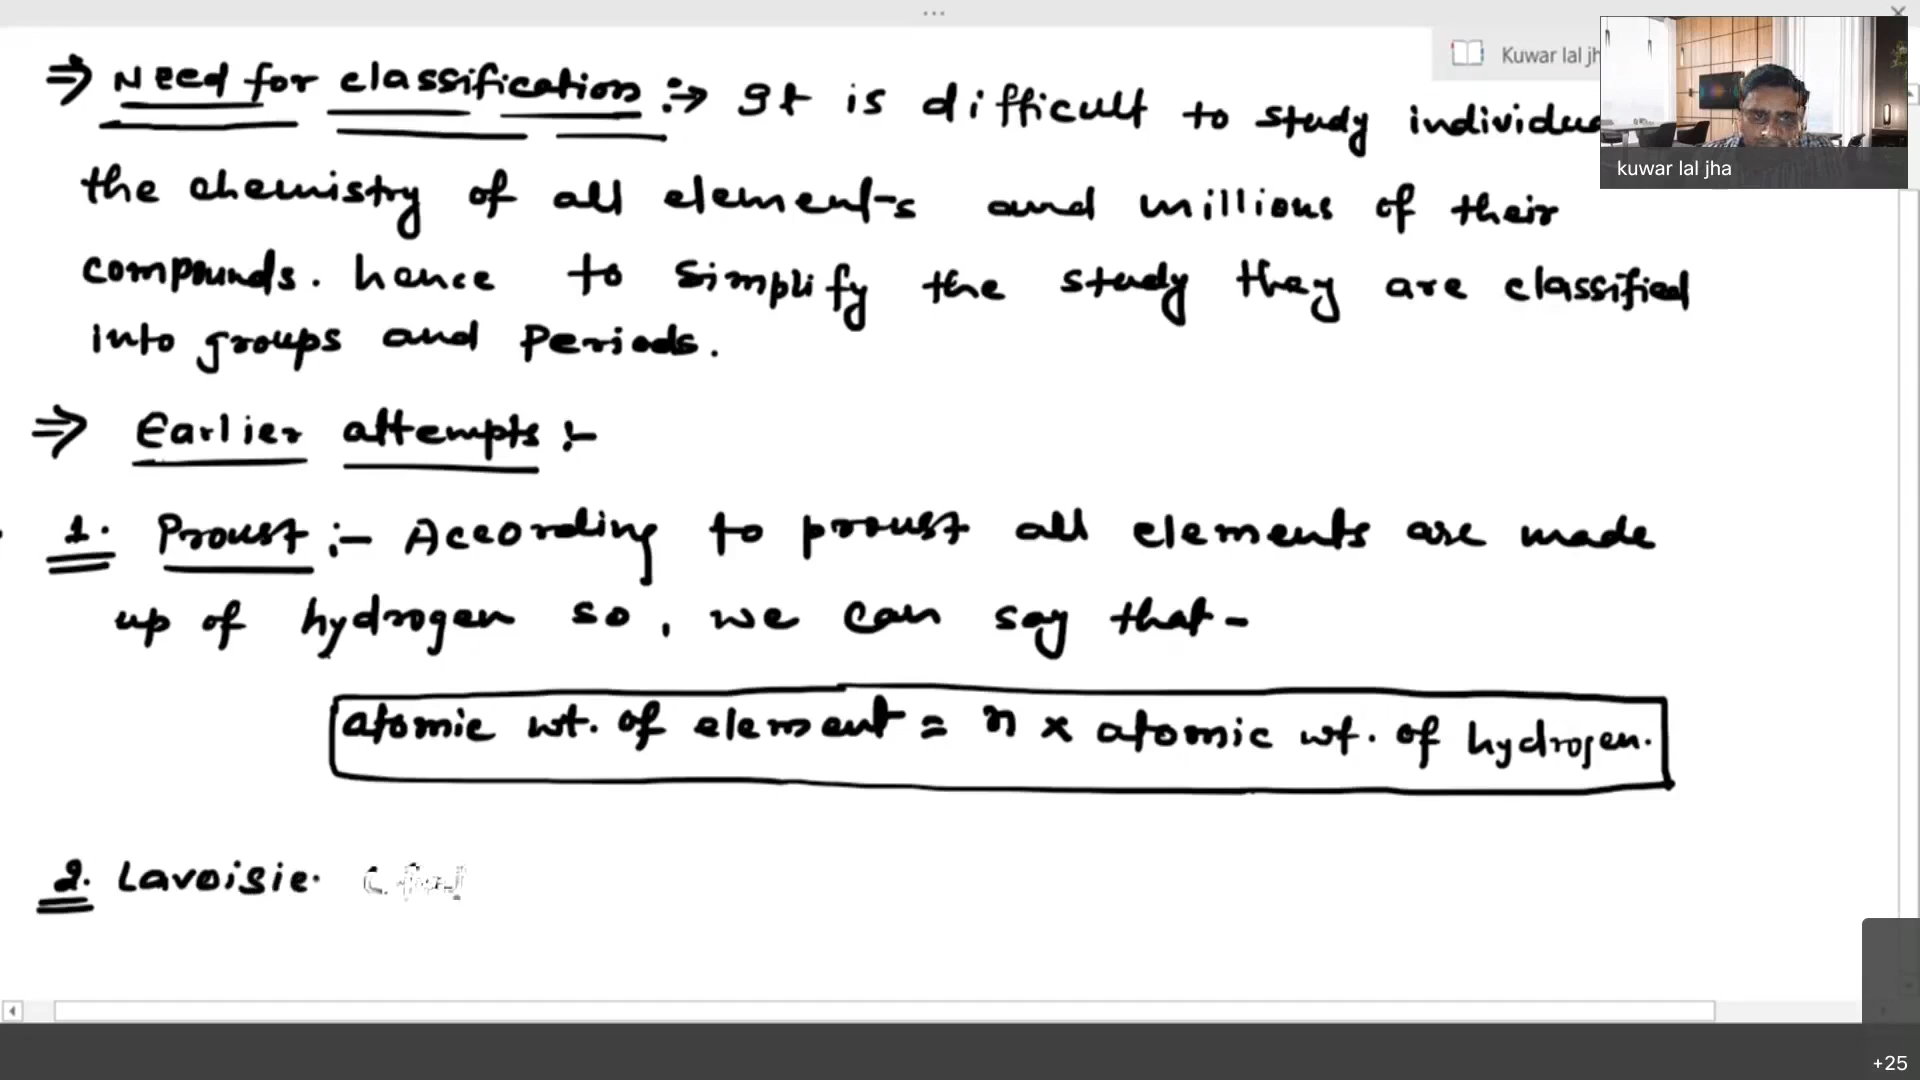 ...
Kuwar lal jh
kuwar lal jha
⇒ Need for classification :→ It is difficult to study individua
the chemistry of all elements and millions of their
compounds. hence to simplify the study they are classified
into groups and Periods.
⇒ Earlier attempts :-
1. Proust :- According to proust all elements are made
up of hydrogen so, we can say that -
atomic wt. of element = n x atomic wt. of hydrogen.
2. Lavoisie.
+25